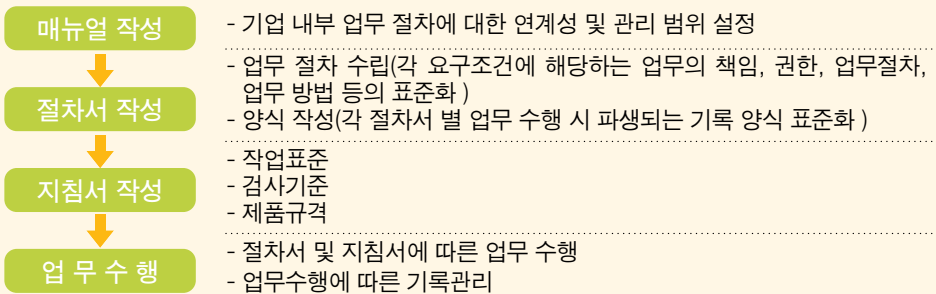 매뉴얼 작성
- 기업 내부 업무 절차에 대한 연계성 및 관리 범위 설정
절차서 작성
- 업무 절차 수립(각 요구조건에 해당하는 업무의 책임, 권한, 업무절차,
업무 방법 등의 표준화 )
- 양식 작성(각 절차서 별 업무 수행 시 파생되는 기록 양식 표준화 )
지침서 작성
- 작업표준
- 검사기준
- 제품규격
업 무 수 행
- 절차서 및 지침서에 따른 업무 수행
- 업무수행에 따른 기록관리